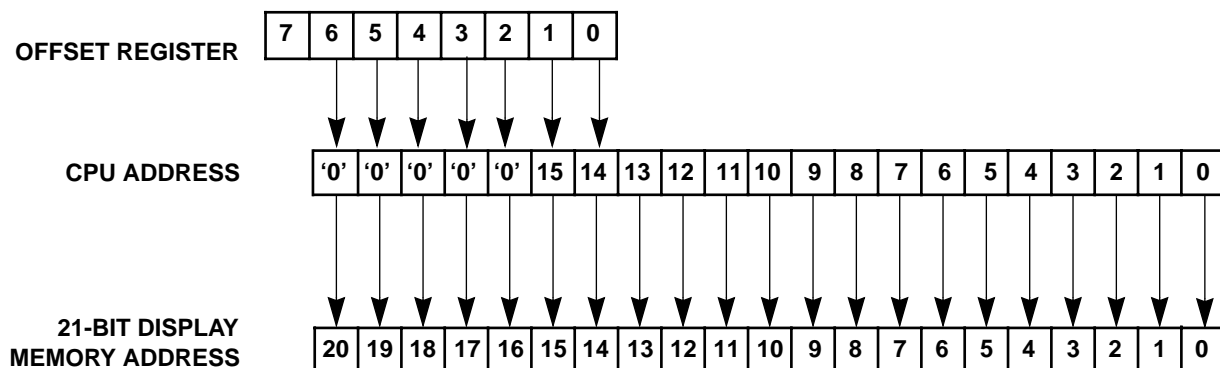 OFFSET REGISTER 7 6 5 4 3 2 1 0
CPU ADDRESS ‘0’ ‘0’ ‘0’ ‘0’ ‘0’ 15 14 13 12 11 10 9 8 7 6 5 4 3 2 1 0
21-BIT DISPLAY
MEMORY ADDRESS 20 19 18 17 16 15 14 13 12 11 10 9 8 7 6 5 4 3 2 1 0